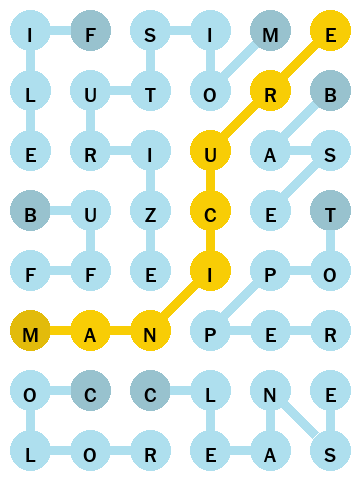 I F S I M E
L U T O R B
E R I U A S
B U Z C E T
F F E I P O
M A N P E R
O C C L N E
L O R E A S